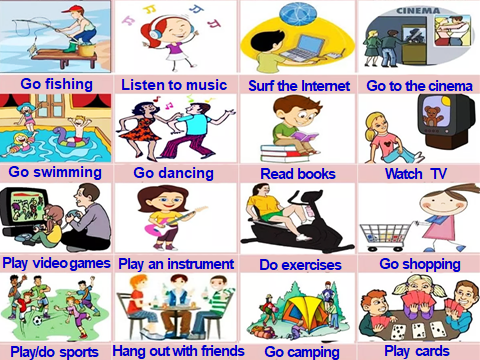 CINEMA
Go fishing
Listen to music
Surf the Internet
Go to the cinema
Go swimming
Go dancing
Read books
Watch TV
Play video games
Play an instrument
Do exercises
Go shopping
Play/do sports
Hang out with friends
Go camping
Play cards